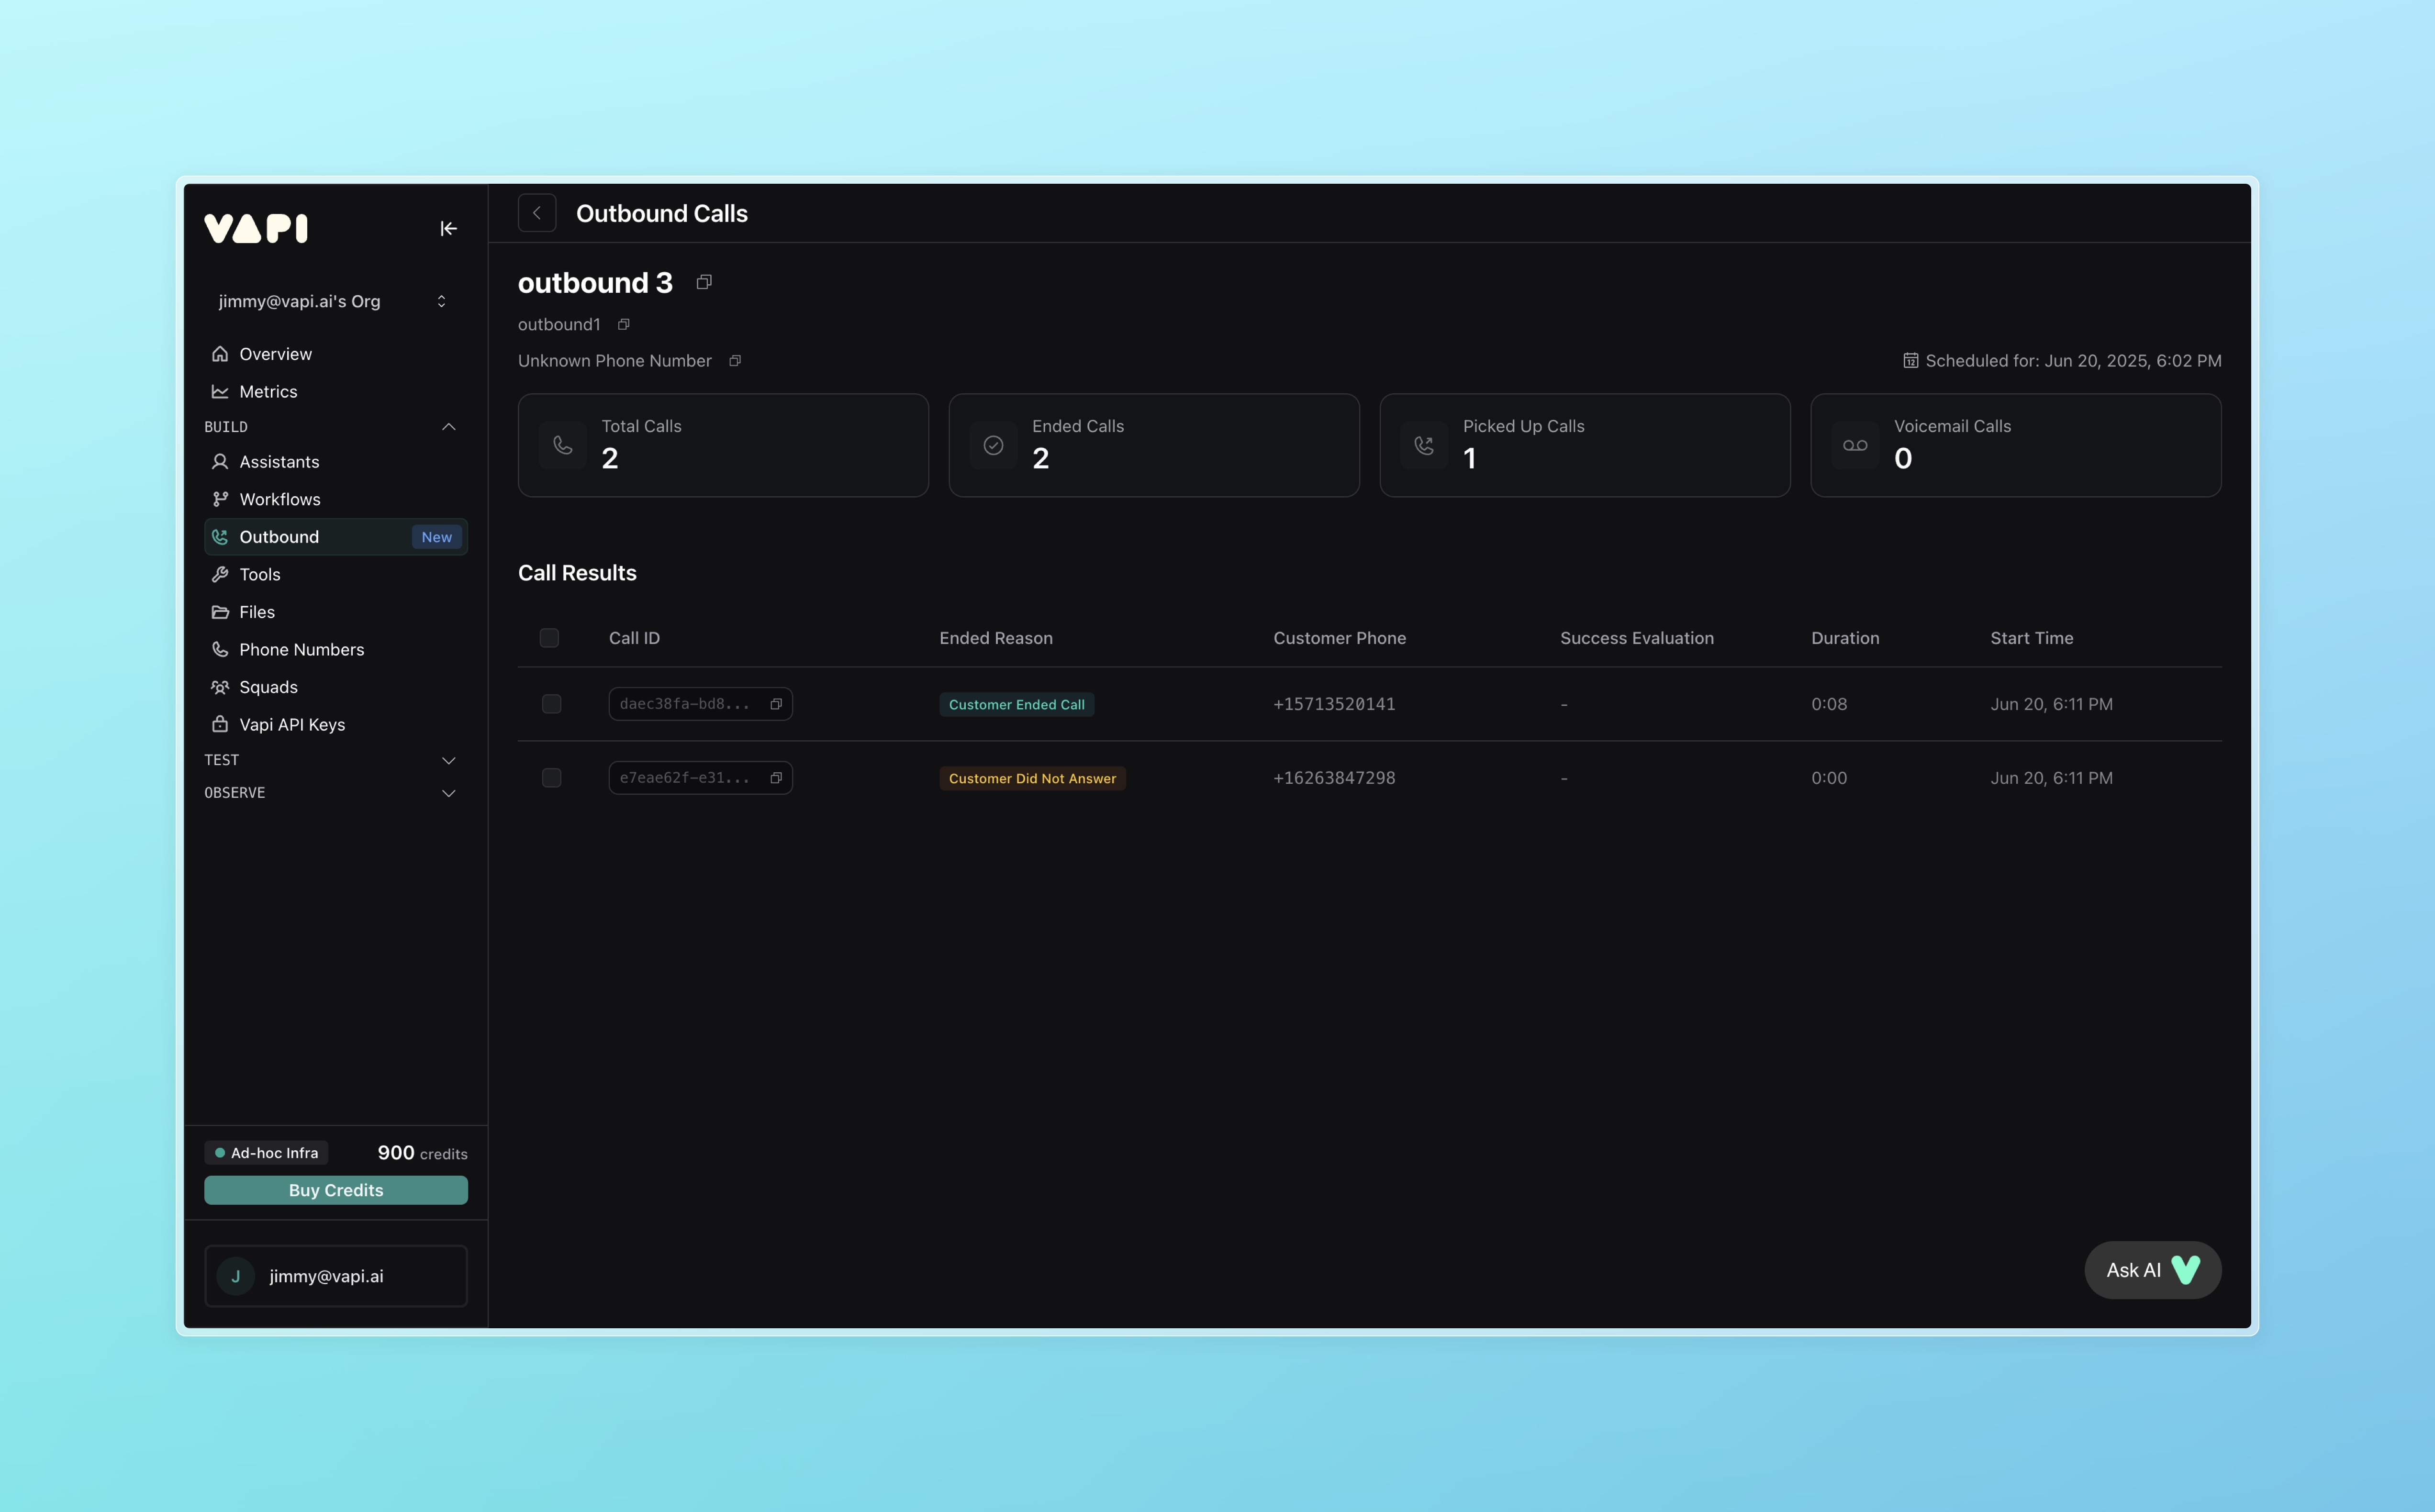 VAPI
jimmy@vapi.ai's Org
Overview
Metrics
BUILD
Assistants
Workflows
Outbound New
Tools
Files
Phone Numbers
Squads
Vapi API Keys
TEST
OBSERVE
Ad-hoc Infra 900 credits
Buy Credits
J jimmy@vapi.ai
Outbound Calls
outbound 3
outbound1
Unknown Phone Number
Scheduled for: Jun 20, 2025, 6:02 PM
Total Calls
2
Ended Calls
2
Picked Up Calls
1
Voicemail Calls
0
Call Results
Call ID Ended Reason Customer Phone Success Evaluation Duration Start Time
daec38fa-bd8... Customer Ended Call +15713520141 - 0:08 Jun 20, 6:11 PM
e7eae62f-e31... Customer Did Not Answer +16263847298 - 0:00 Jun 20, 6:11 PM
Ask AI